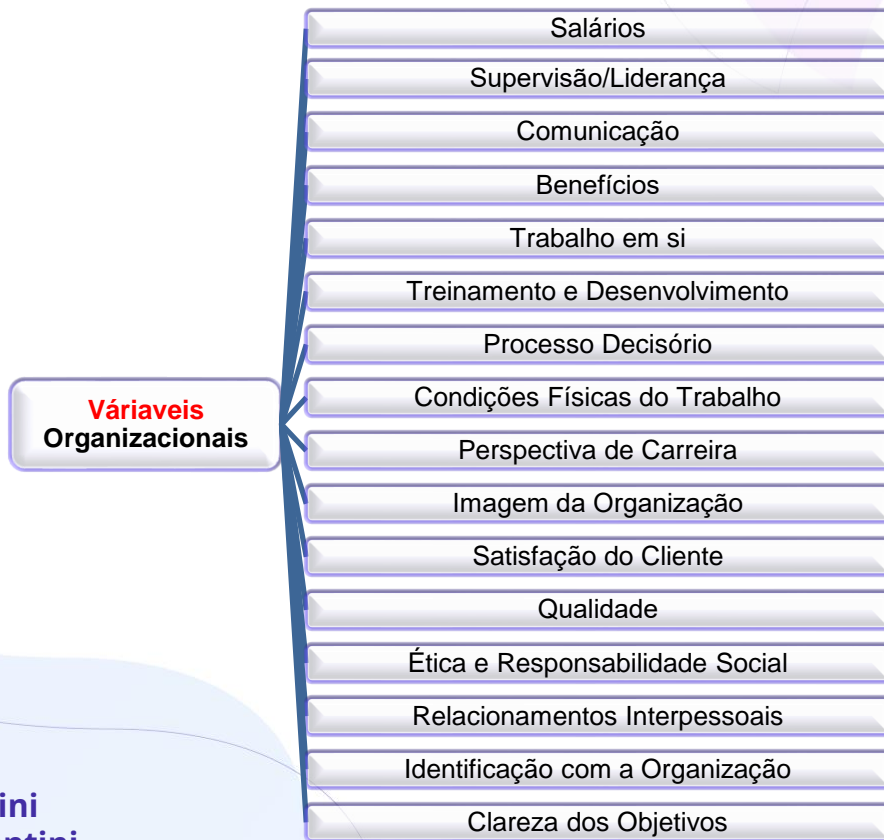 Salários
Supervisão/Liderança
Comunicação
Benefícios
Trabalho em si
Treinamento e Desenvolvimento
Processo Decisório
Váriaveis
Organizacionais
Condições Físicas do Trabalho
Perspectiva de Carreira
Imagem da Organização
Satisfação do Cliente
Qualidade
Ética e Responsabilidade Social
Relacionamentos Interpessoais
Identificação com a Organização
Clareza dos Objetivos
ini